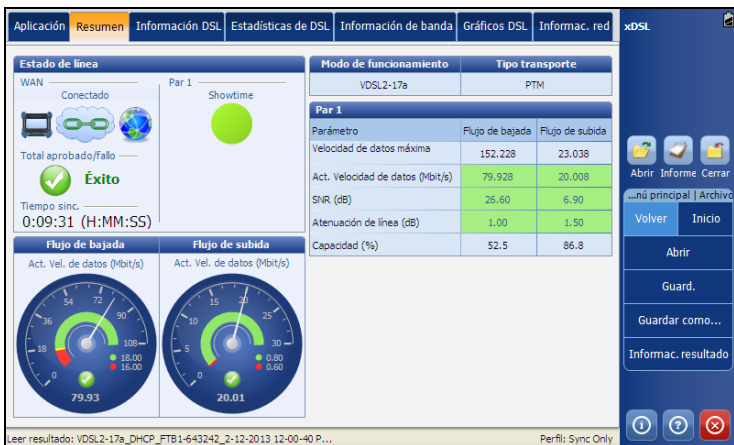 Aplicación Resumen Información DSL Estadísticas de DSL Información de banda Gráficos DSL Informac. red
xDSL
Estado de línea
WAN
Conectado
Par 1
Showtime
Total aprobado/fallo
Éxito
Tiempo sinc.
0:09:31 (H:MM:SS)
Modo de funcionamiento Tipo transporte
VDSL2-17a PTM
Par 1
Parámetro Flujo de bajada Flujo de subida
Velocidad de datos máxima 152.228 23.038
Act. Velocidad de datos (Mbit/s) 79.928 20.008
SNR (dB) 26.60 6.90
Atenuación de línea (dB) 1.00 1.50
Capacidad (%) 52.5 86.8
Flujo de bajada
Act. Vel. de datos (Mbit/s)
0 18 36 54 72 90 108
18.00
16.00
79.93
Flujo de subida
Act. Vel. de datos (Mbit/s)
0 5 10 15 20 25 30
0.80
0.60
20.01
Leer resultado: VDSL2-17a_DHCP_FTB1-643242_2-12-2013 12-00-40 P...
Perfil: Sync Only
Abrir Informe Cerrar
...nú principal | Archivo
Volver Inicio
Abrir
Guard.
Guardar como...
Informac. resultado